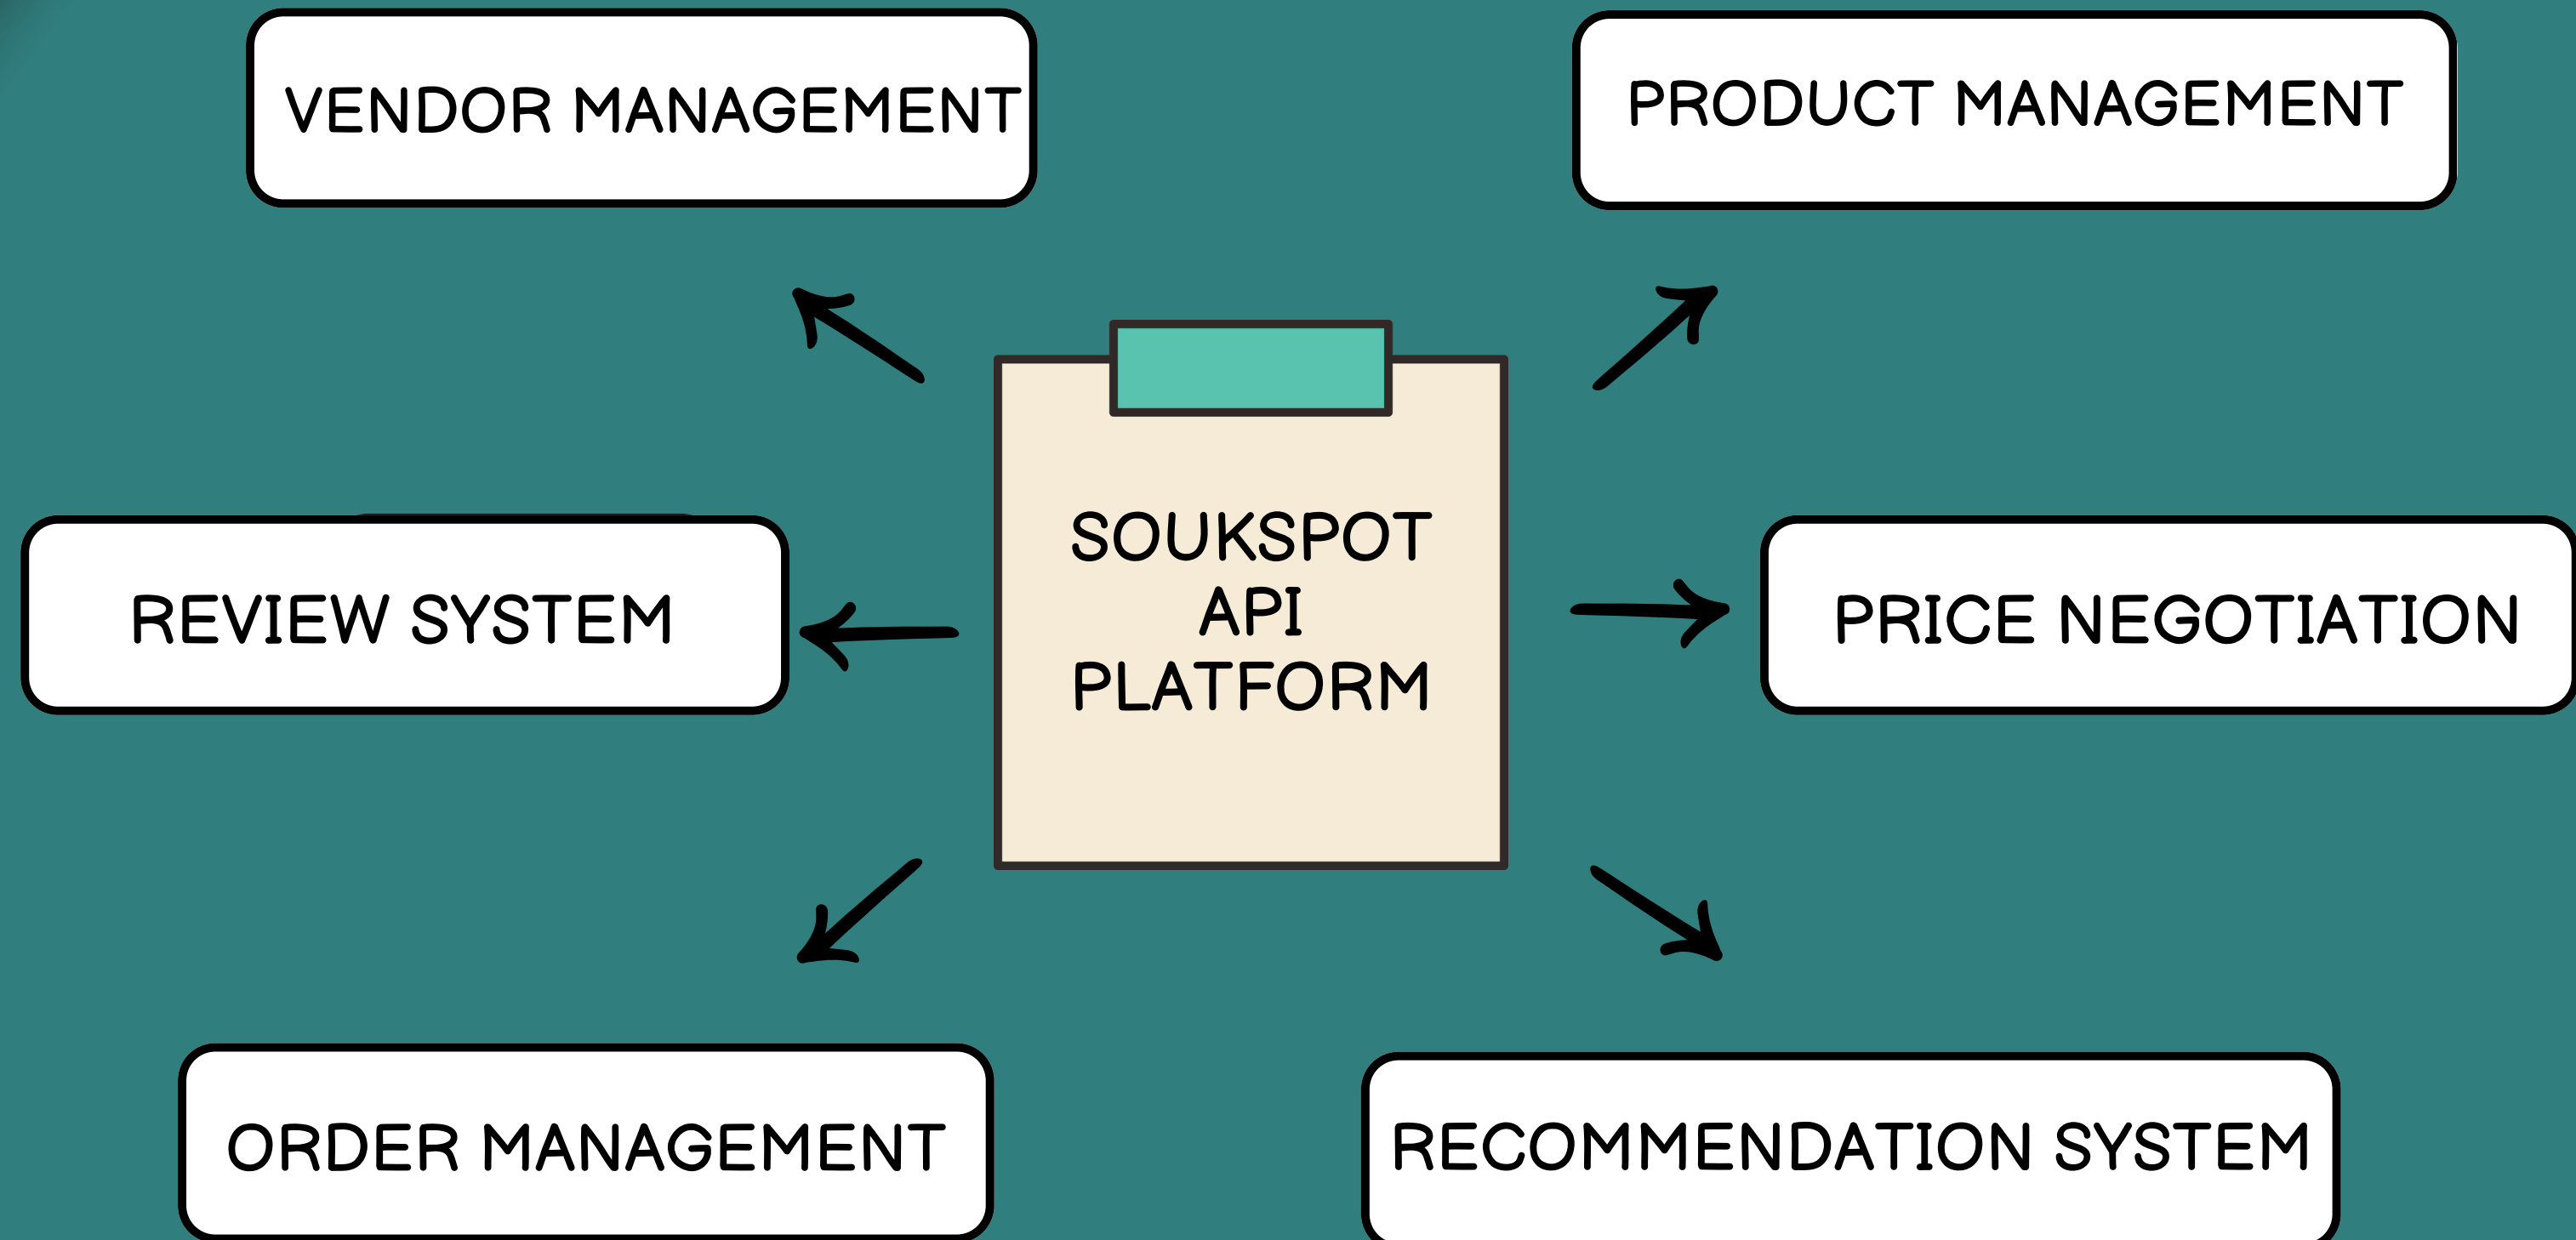 VENDOR MANAGEMENT
PRODUCT MANAGEMENT
SOUKSPOT
API
PLATFORM
REVIEW SYSTEM
PRICE NEGOTIATION
ORDER MANAGEMENT
RECOMMENDATION SYSTEM